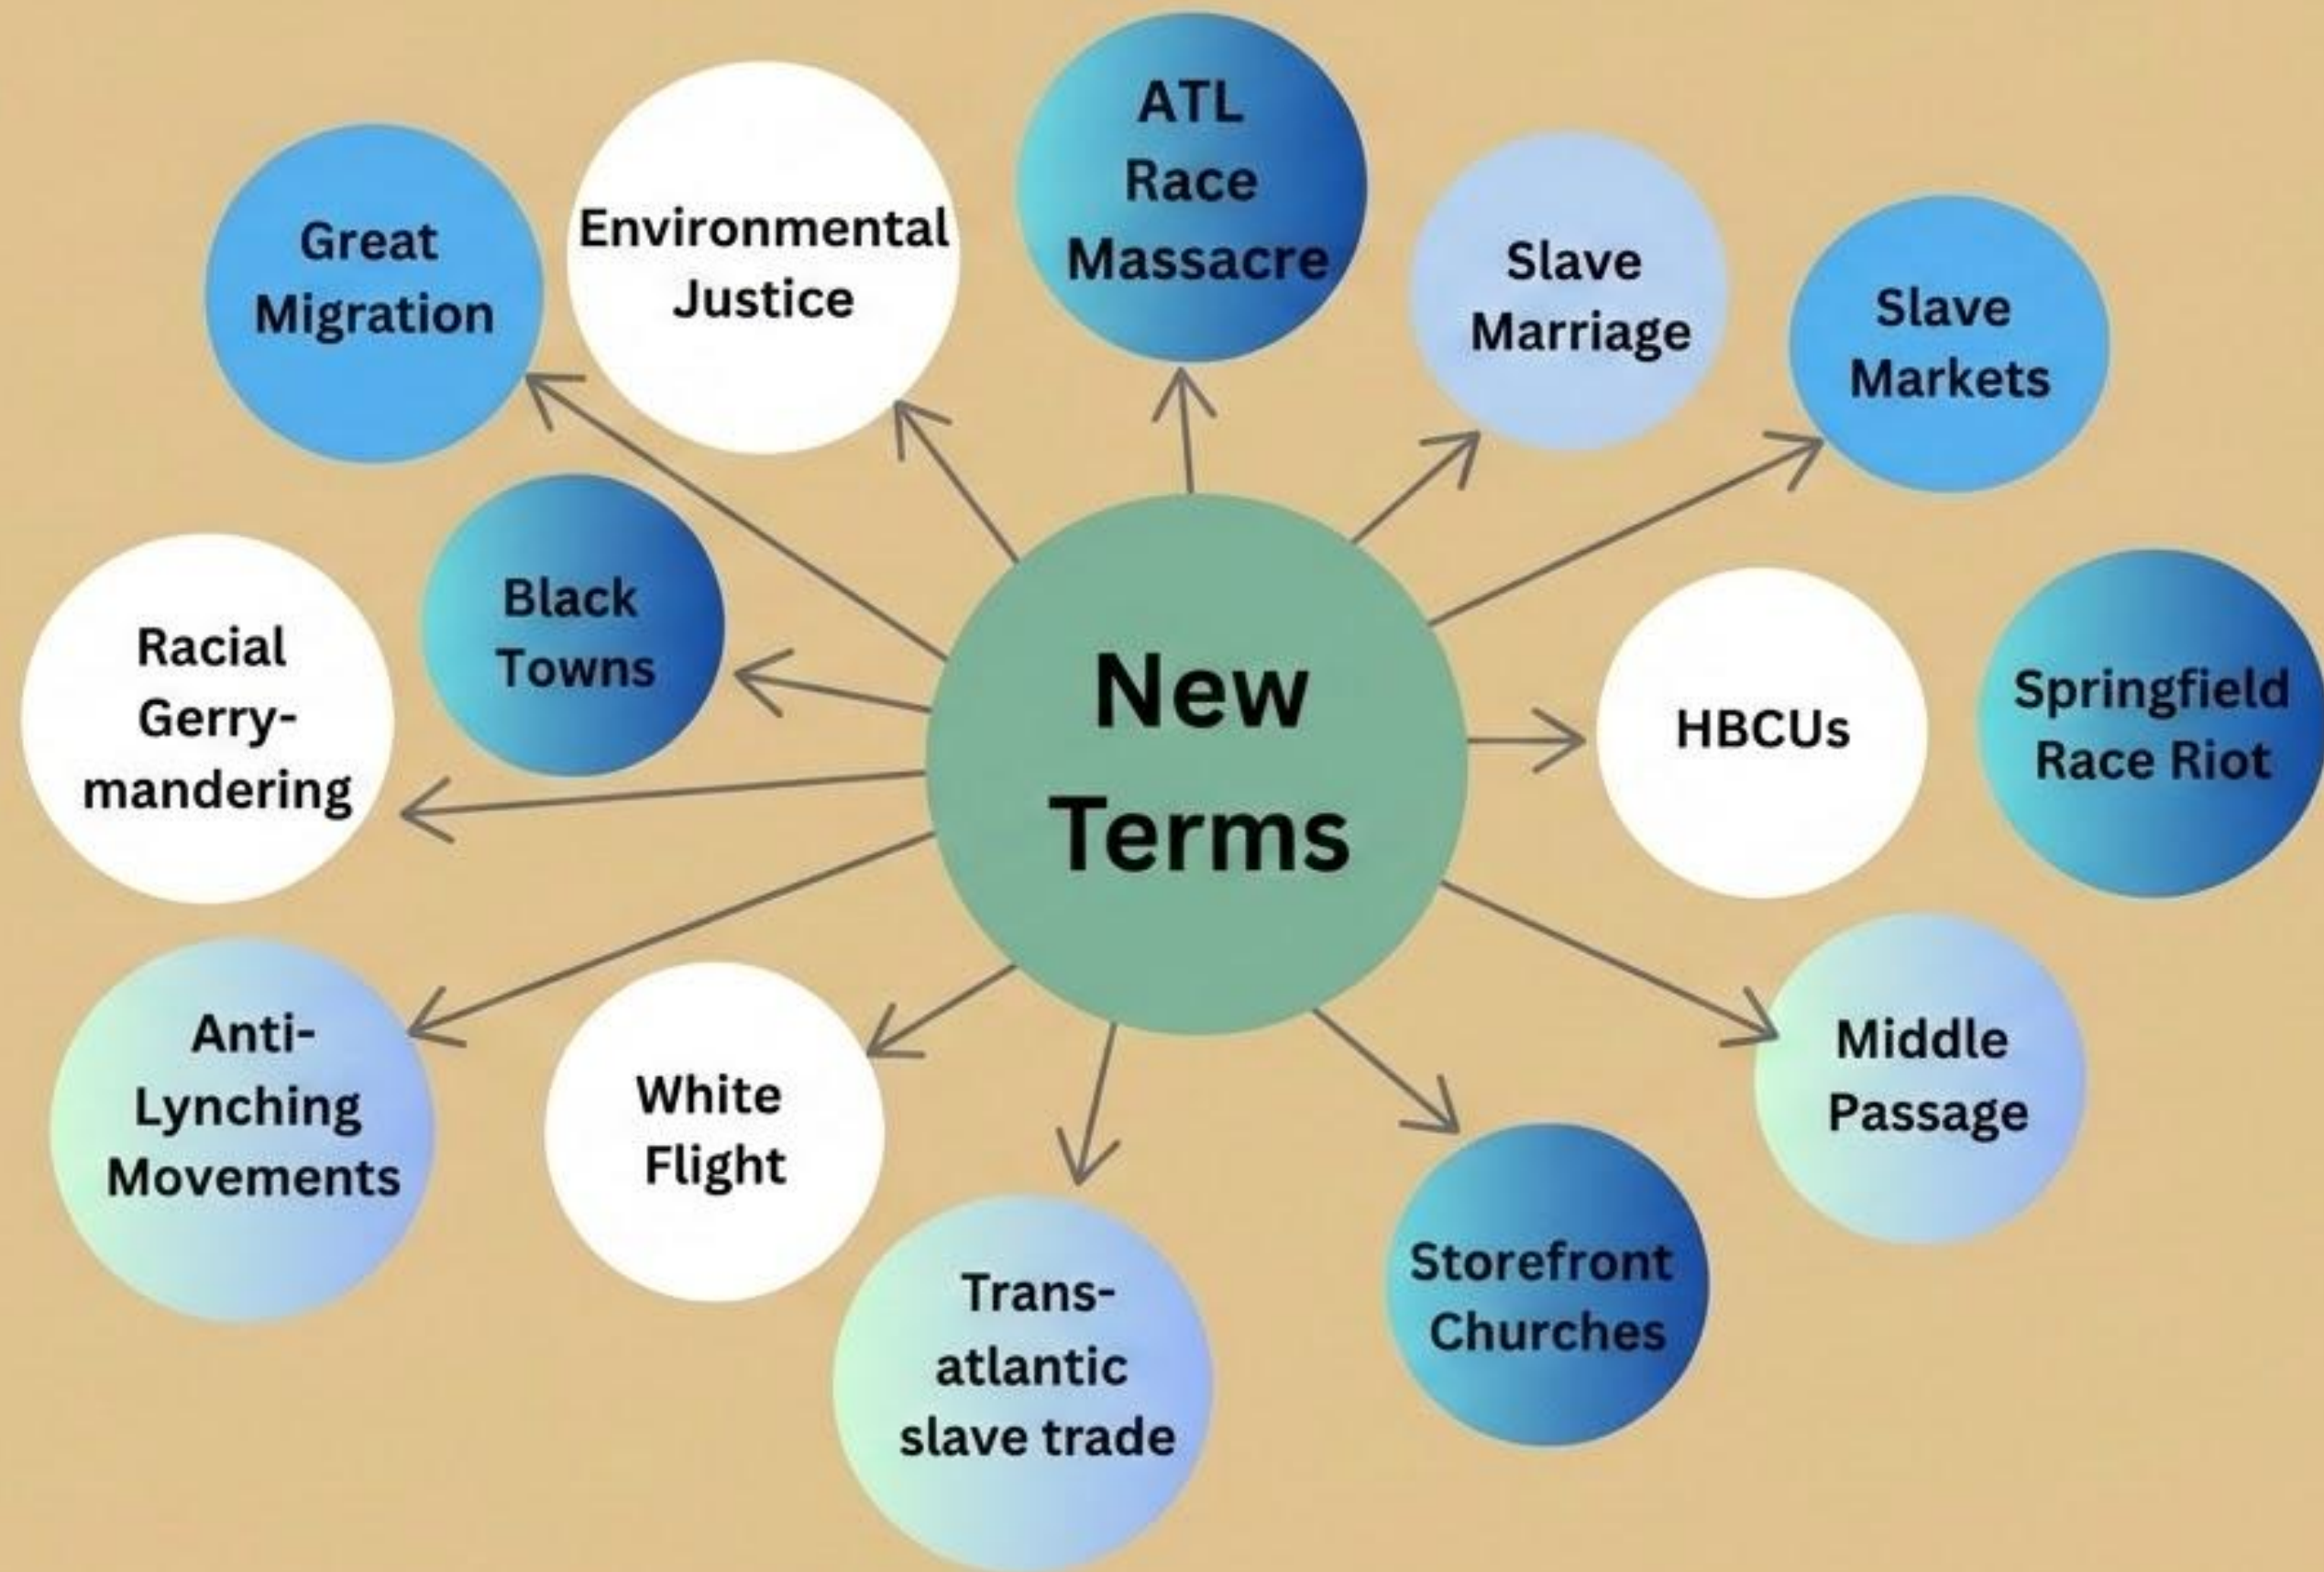 ATL
Race
Massacre
Environmental
Justice
Great
Migration
Slave
Marriage
Slave
Markets
Black
Towns
Racial
Gerry-
mandering
New
Terms
HBCUs
Springfield
Race Riot
Anti-
Lynching
Movements
White
Flight
Middle
Passage
Trans-
atlantic
slave trade
Storefront
Churches